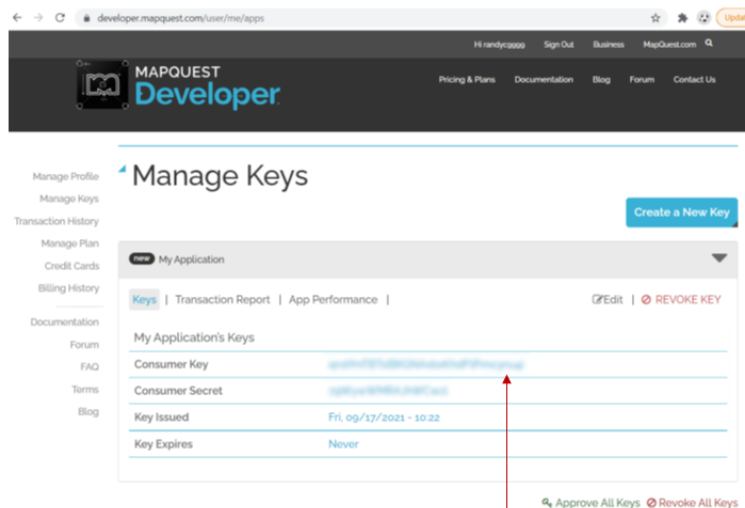 developer.mapquest.com/user/me/apps
Hi randycgggg Sign Out Business MapQuest.com
MAPQUEST
Developer
Pricing & Plans Documentation Blog Forum Contact Us
Manage Profile
Manage Keys
Transaction History
Manage Plan
Credit Cards
Billing History
Documentation
Forum
FAQ
Terms
Blog
Manage Keys
Create a New Key
new My Application
Keys | Transaction Report | App Performance |
Edit | REVOKE KEY
My Application's Keys
Consumer Key
Consumer Secret
Key Issued Fri, 09/17/2021 - 10:22
Key Expires Never
Approve All Keys Revoke All Keys